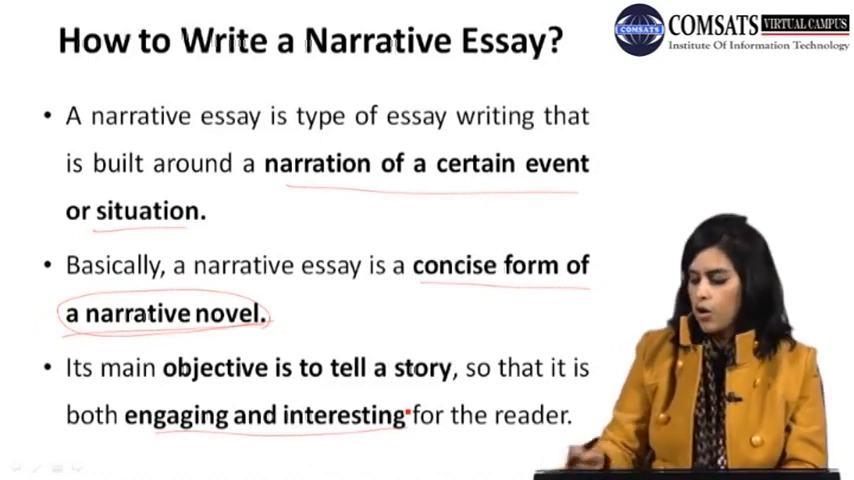 How to Write a Narrative Essay?
COMSATS
COMSATS VIRTUAL CAMPUS
Institute Of Information Technology
• A narrative essay is type of essay writing that
is built around a narration of a certain event
or situation.
• Basically, a narrative essay is a concise form of
a narrative novel.
• Its main objective is to tell a story, so that it is
both engaging and interesting for the reader.